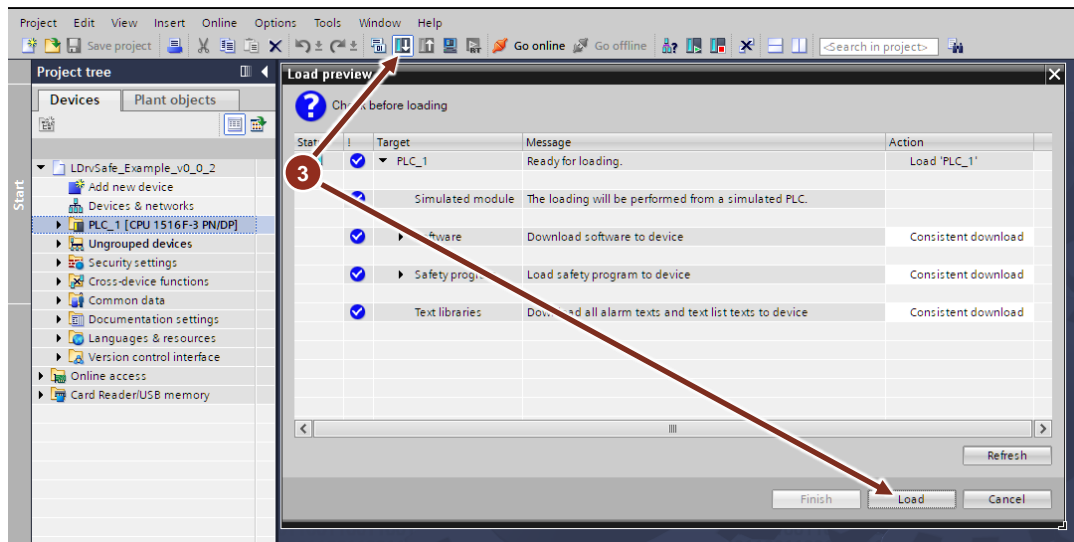 Project Edit View Insert Online Options Tools Window Help
Save project Go online Go offline <Search in project>
Project tree
Devices Plant objects
Start
LDrvSafe_Example_v0_0_2
Add new device
Devices & networks
PLC_1 [CPU 1516F-3 PN/DP]
Ungrouped devices
Security settings
Cross-device functions
Common data
Documentation settings
Languages & resources
Version control interface
Online access
Card Reader/USB memory
Load preview
before loading
! Target Message Action
3
PLC_1 Ready for loading. Load 'PLC_1'
Simulated module The loading will be performed from a simulated PLC.
Download software to device Consistent download
Safety Load safety program to device Consistent download
Text libraries all alarm texts and text list texts to device Consistent download
Refresh
Finish Load Cancel